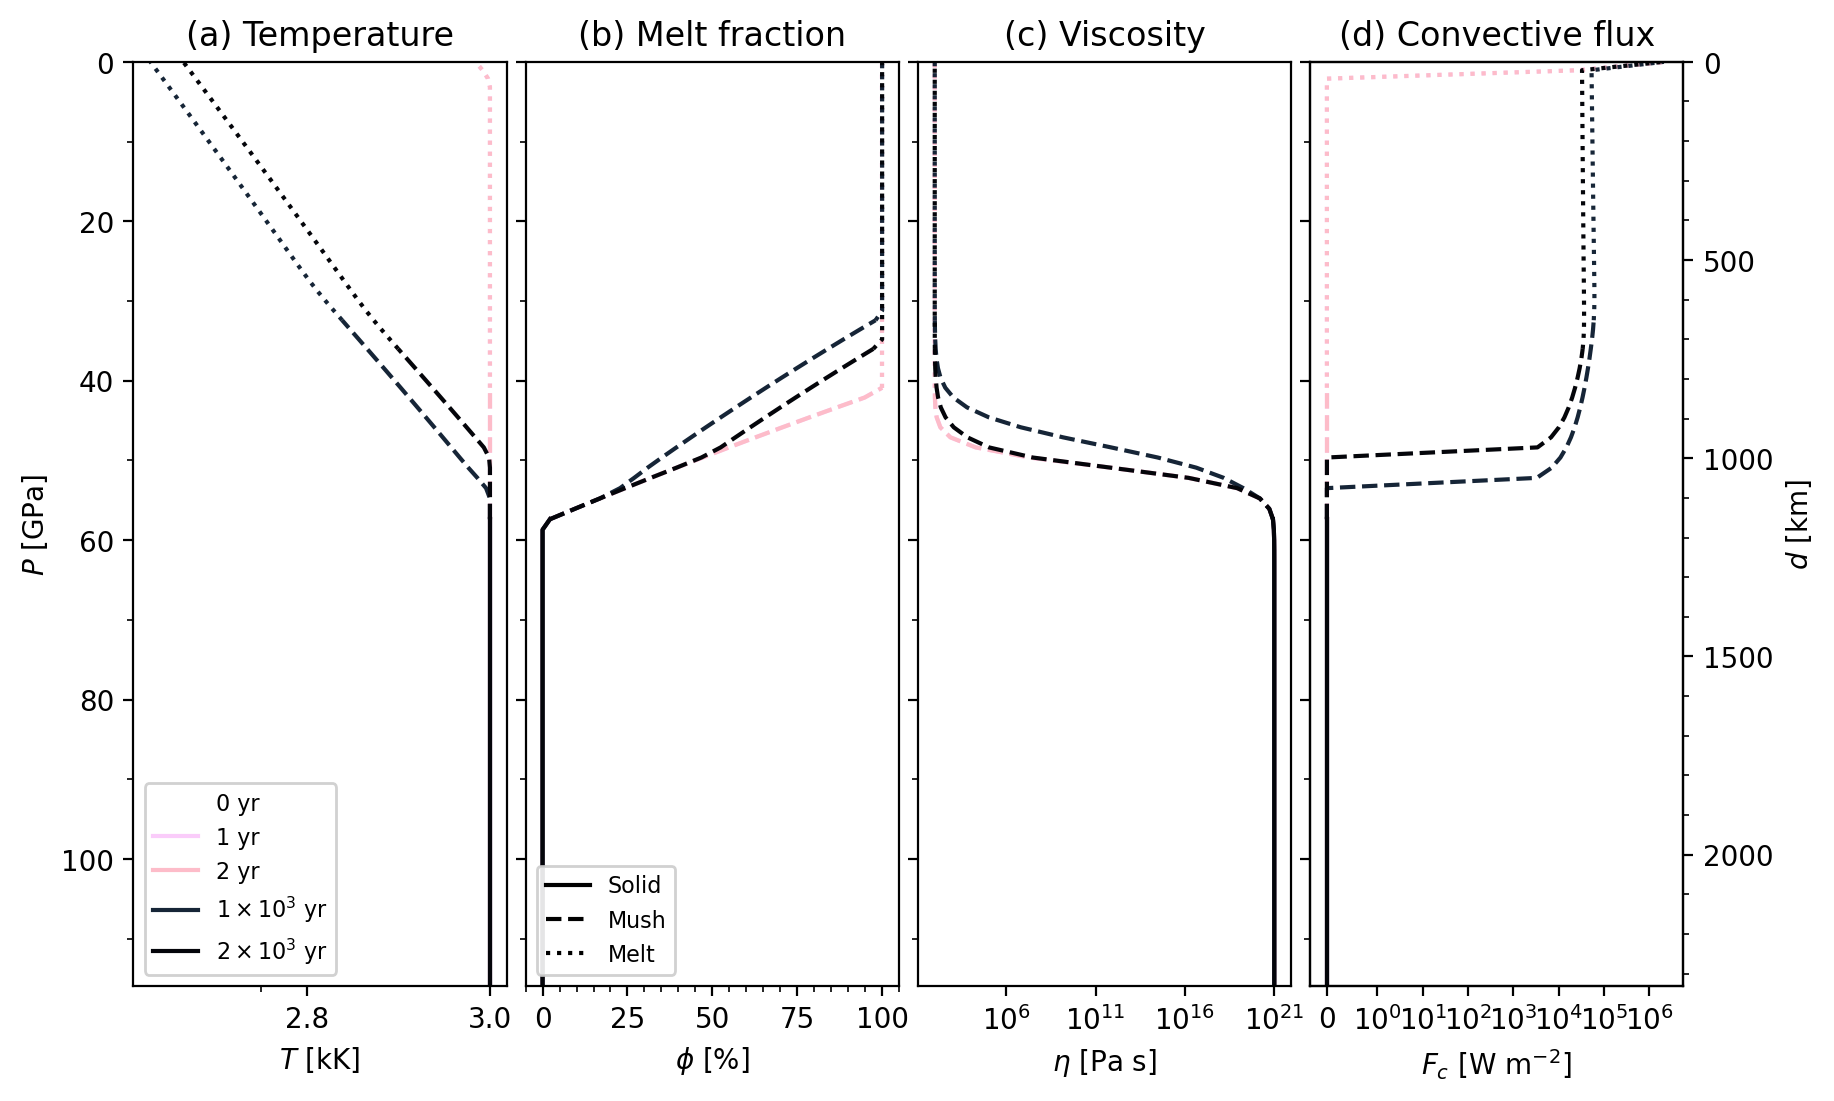 (a) Temperature
(b) Melt fraction
(c) Viscosity
(d) Convective flux
0
20
40
60
80
100
P [GPa]
0
500
1000
1500
2000
d [km]
0 yr
1 yr
2 yr
1 × 10³ yr
2 × 10³ yr
Solid
Mush
Melt
2.8 3.0
0 25 50 75 100
10⁶ 10¹¹ 10¹⁶ 10²¹
0 10⁰ 10¹ 10² 10³ 10⁴ 10⁵ 10⁶
T [kK]
ϕ [%]
η [Pa s]
F_c [W m⁻²]